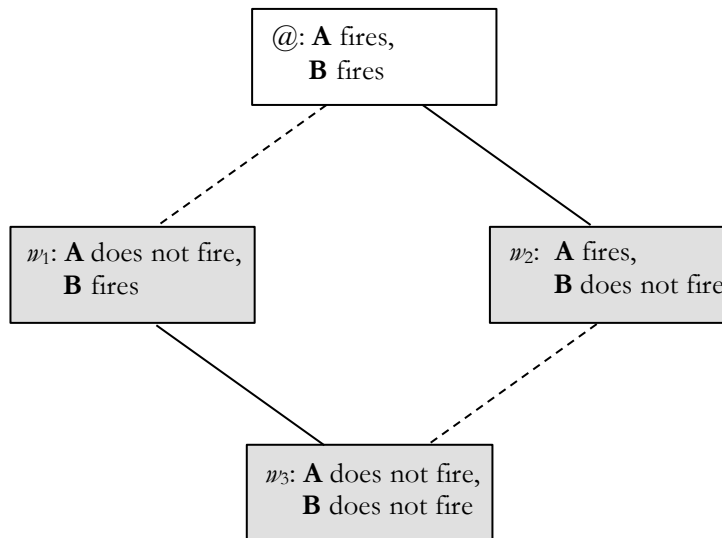 @: A fires,
B fires
w₁: A does not fire,
B fires
w₂: A fires,
B does not fire
w₃: A does not fire,
B does not fire